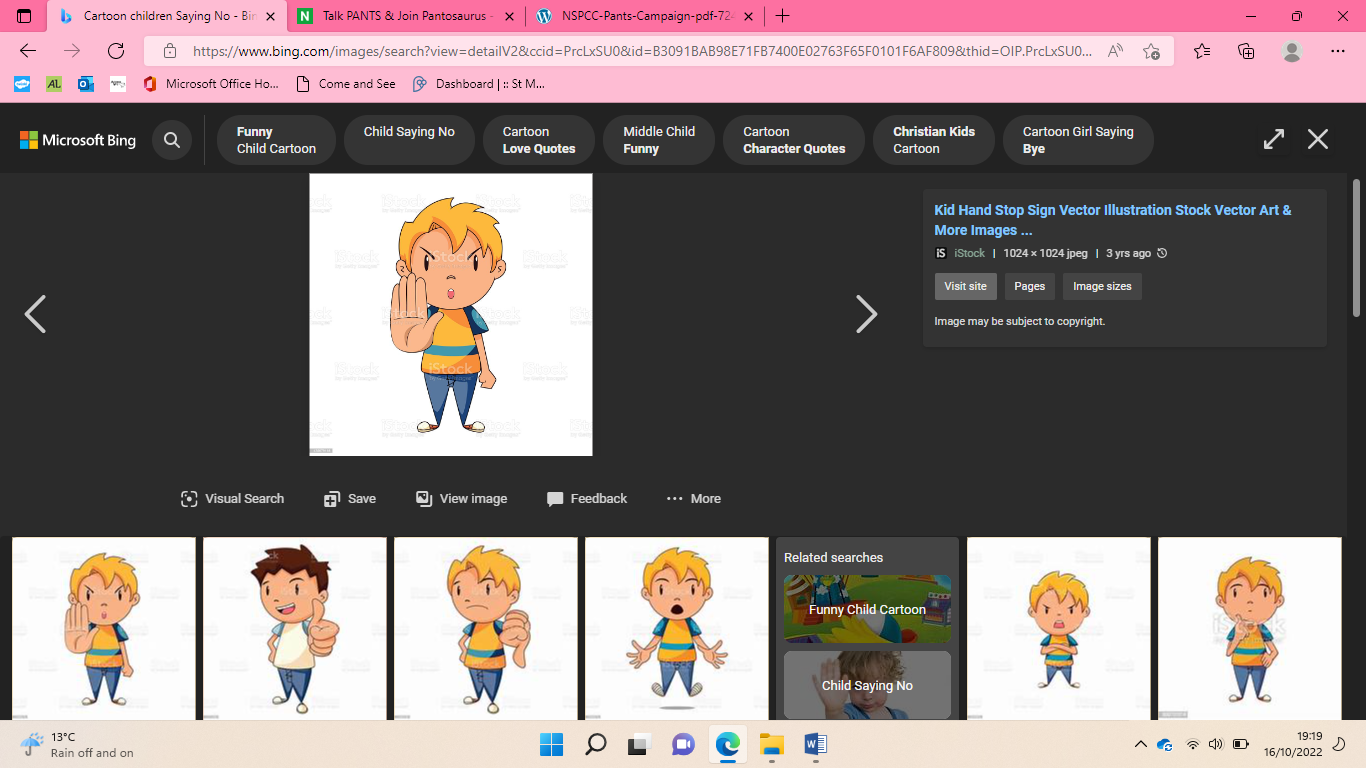 Cartoon children Saying No - Bin
Talk PANTS & Join Pantosaurus -
NSPCC-Pants-Campaign-pdf-724
https://www.bing.com/images/search?view=detailV2&ccid=PrcLxSU0&id=B3091BAB98E71FB7400E02763F65F0101F6AF809&thid=OIP.PrcLxSU0...
AL
Microsoft Office Ho...
Come and See
Dashboard | :: St M...
Microsoft Bing
Funny
Child Cartoon
Child Saying No
Cartoon
Love Quotes
Middle Child
Funny
Cartoon
Character Quotes
Christian Kids
Cartoon
Cartoon Girl Saying
Bye
iStock
Kid Hand Stop Sign Vector Illustration Stock Vector Art &
More Images ...
iS iStock | 1024 × 1024 jpeg | 3 yrs ago
Visit site
Pages
Image sizes
Image may be subject to copyright.
Visual Search
Save
View image
Feedback
More
Related searches
Funny Child Cartoon
Child Saying No
iStock
13°C
Rain off and on
19:19
16/10/2022